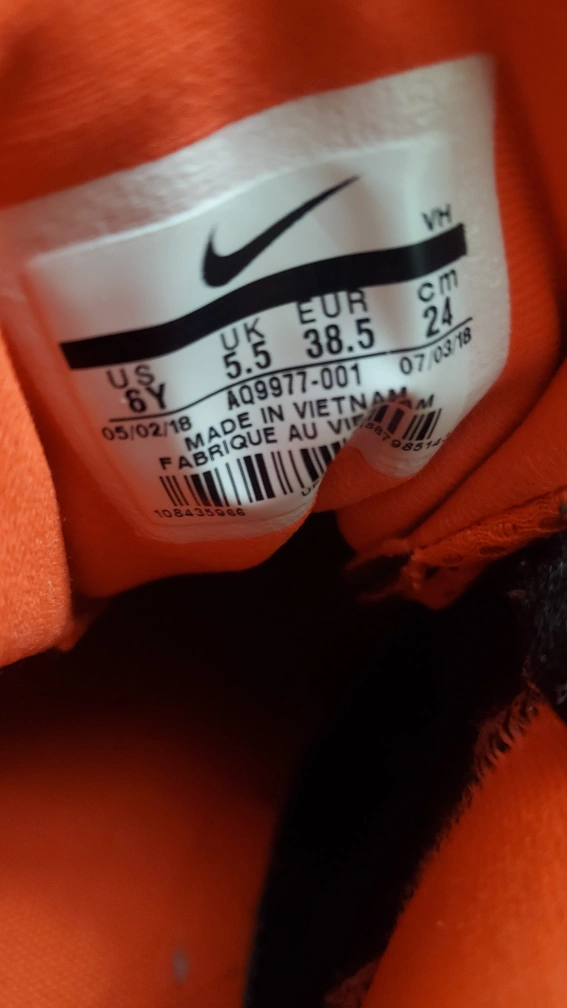 VH
US UK EUR cm
6Y 5.5 38.5 24
05/02/18 AQ9977-001 07/03/18
MADE IN VIETNAM
FABRIQUE AU VIETNAM
108435966